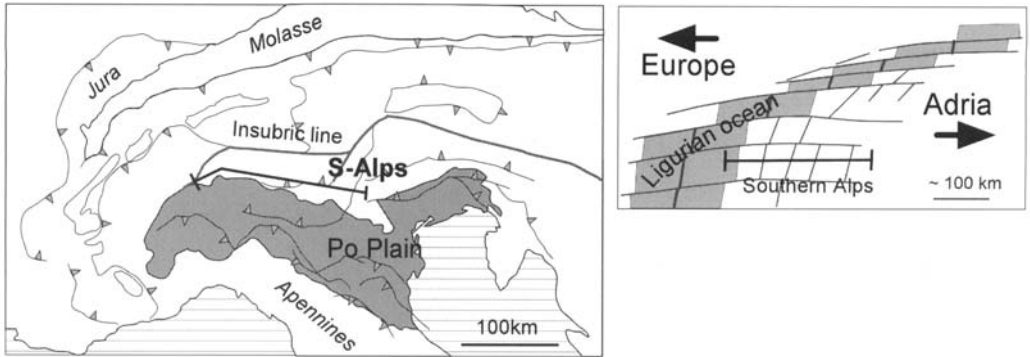 Jura
Molasse
Insubric line
S-Alps
Po Plain
Apennines
100km
Europe
Adria
Ligurian ocean
Southern Alps
~ 100 km